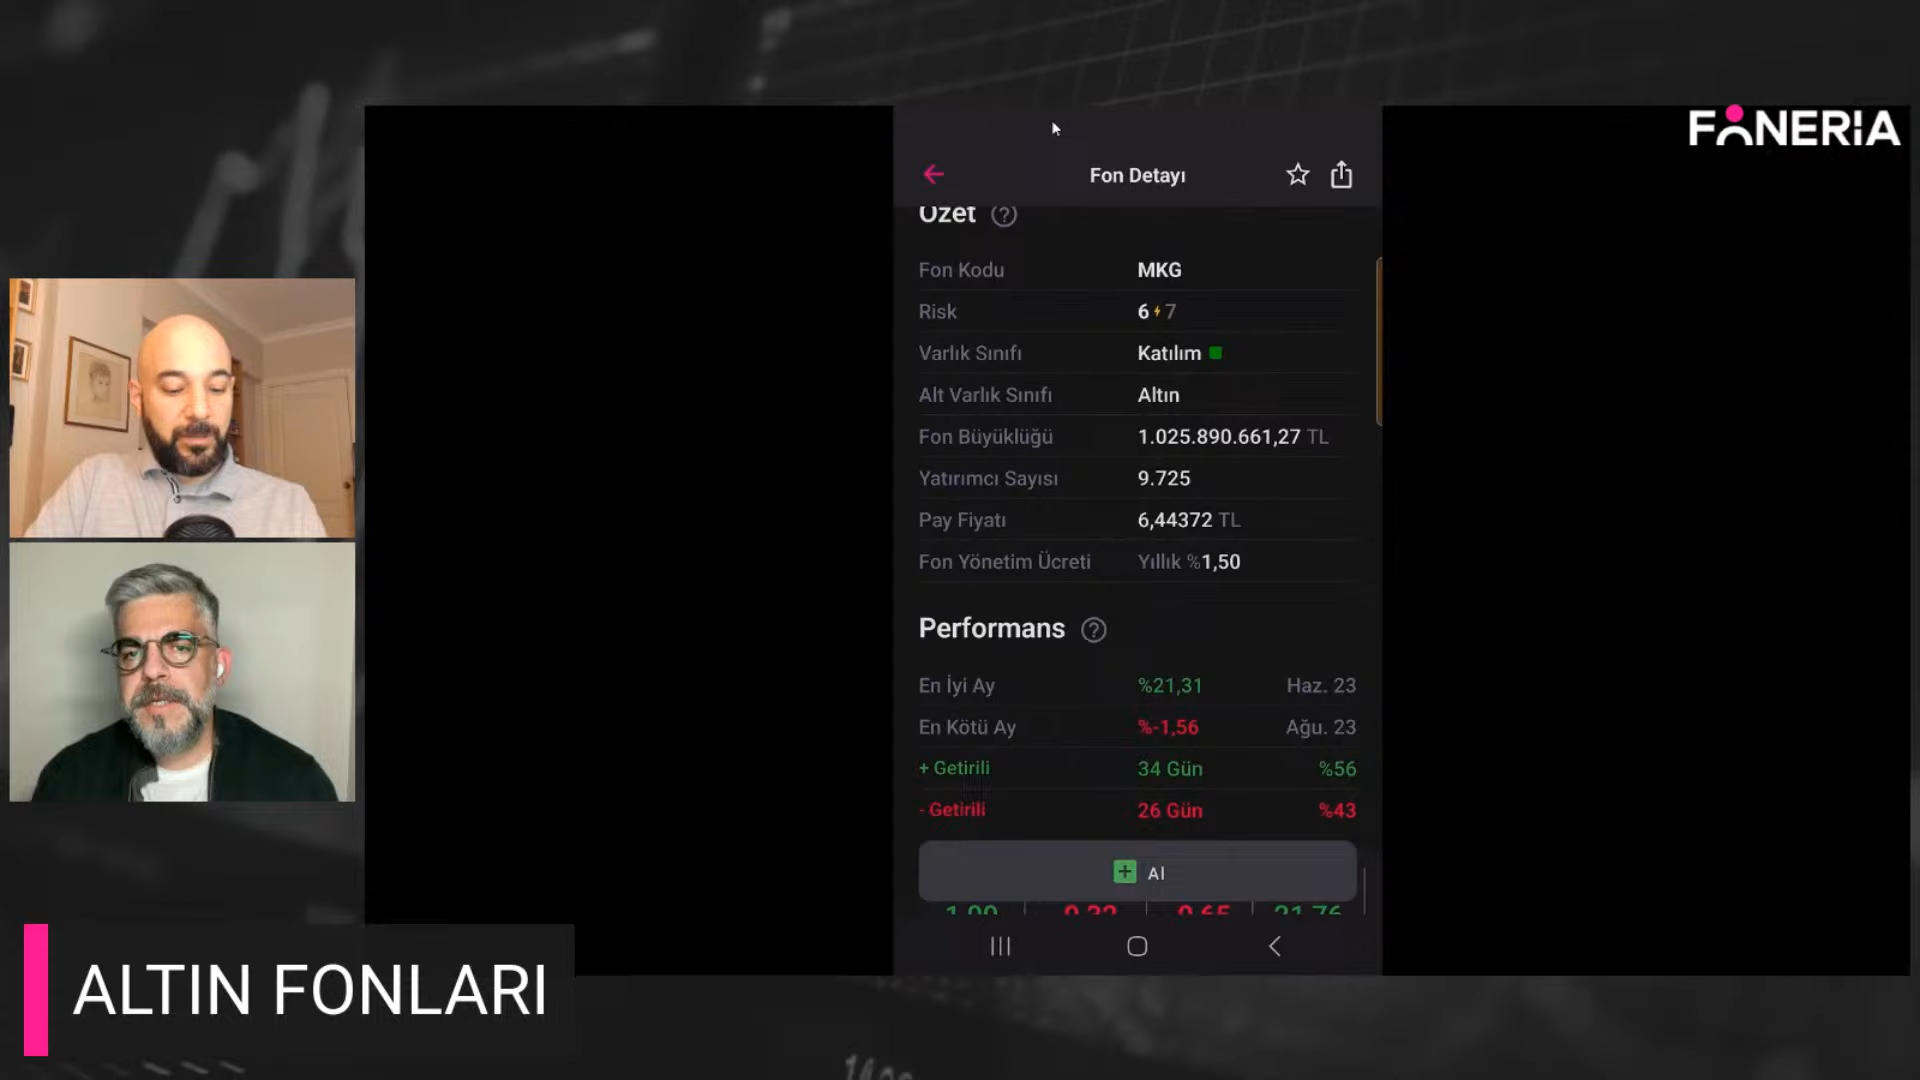 FONERIA
Fon Detayı
Özet ?
Fon Kodu MKG
Risk 6 7
Varlık Sınıfı Katılım
Alt Varlık Sınıfı Altın
Fon Büyüklüğü 1.025.890.661,27 TL
Yatırımcı Sayısı 9.725
Pay Fiyatı 6,44372 TL
Fon Yönetim Ücreti Yıllık %1,50
Performans ?
En İyi Ay %21,31 Haz. 23
En Kötü Ay %-1,56 Ağu. 23
+ Getirili 34 Gün %56
- Getirili 26 Gün %43
+ Al
ALTIN FONLARI